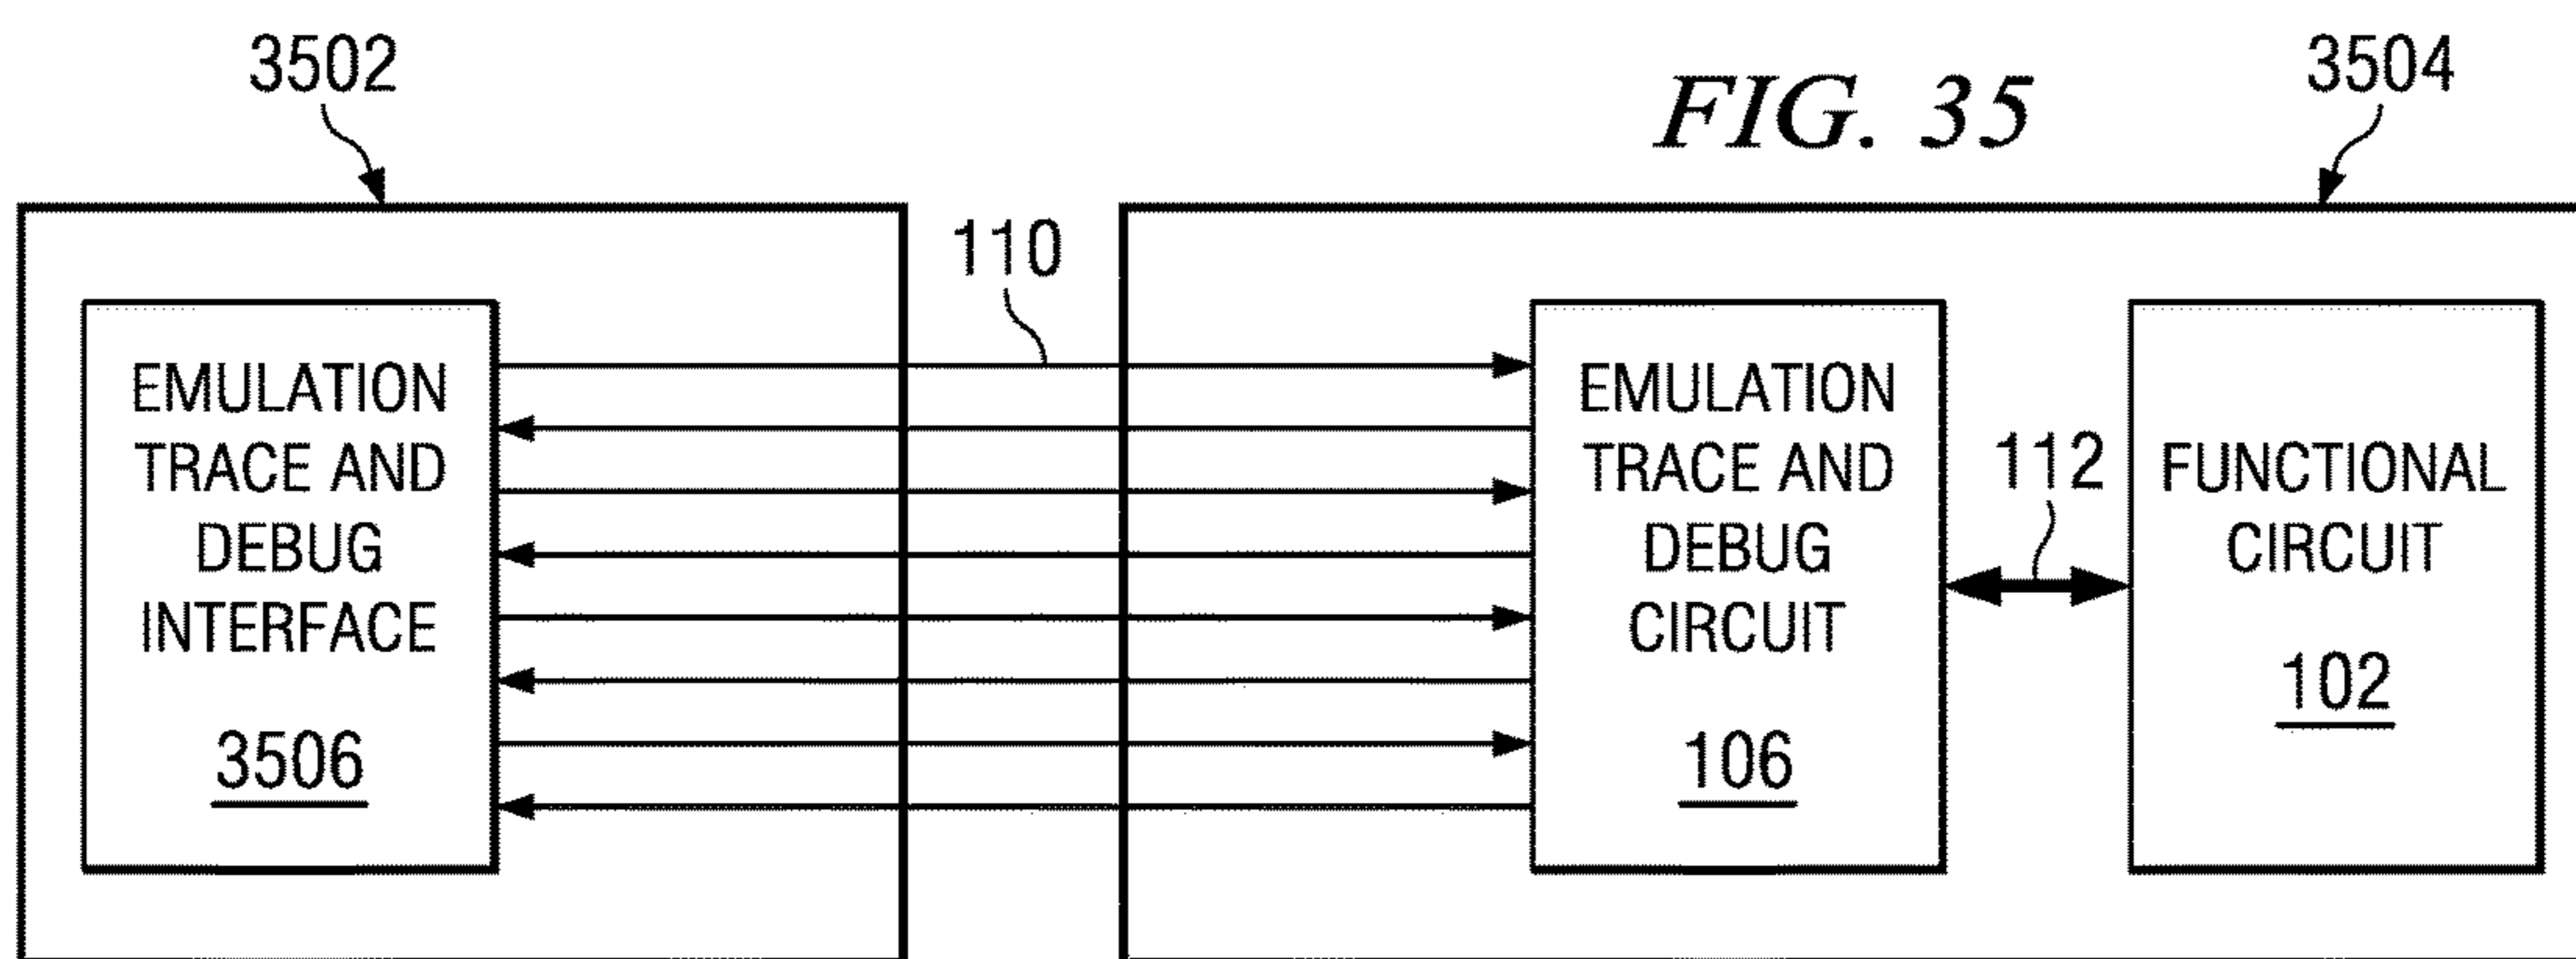 3502
FIG. 35
3504
110
EMULATION
TRACE AND
DEBUG
INTERFACE
3506
EMULATION
TRACE AND
DEBUG
CIRCUIT
106
112
FUNCTIONAL
CIRCUIT
102